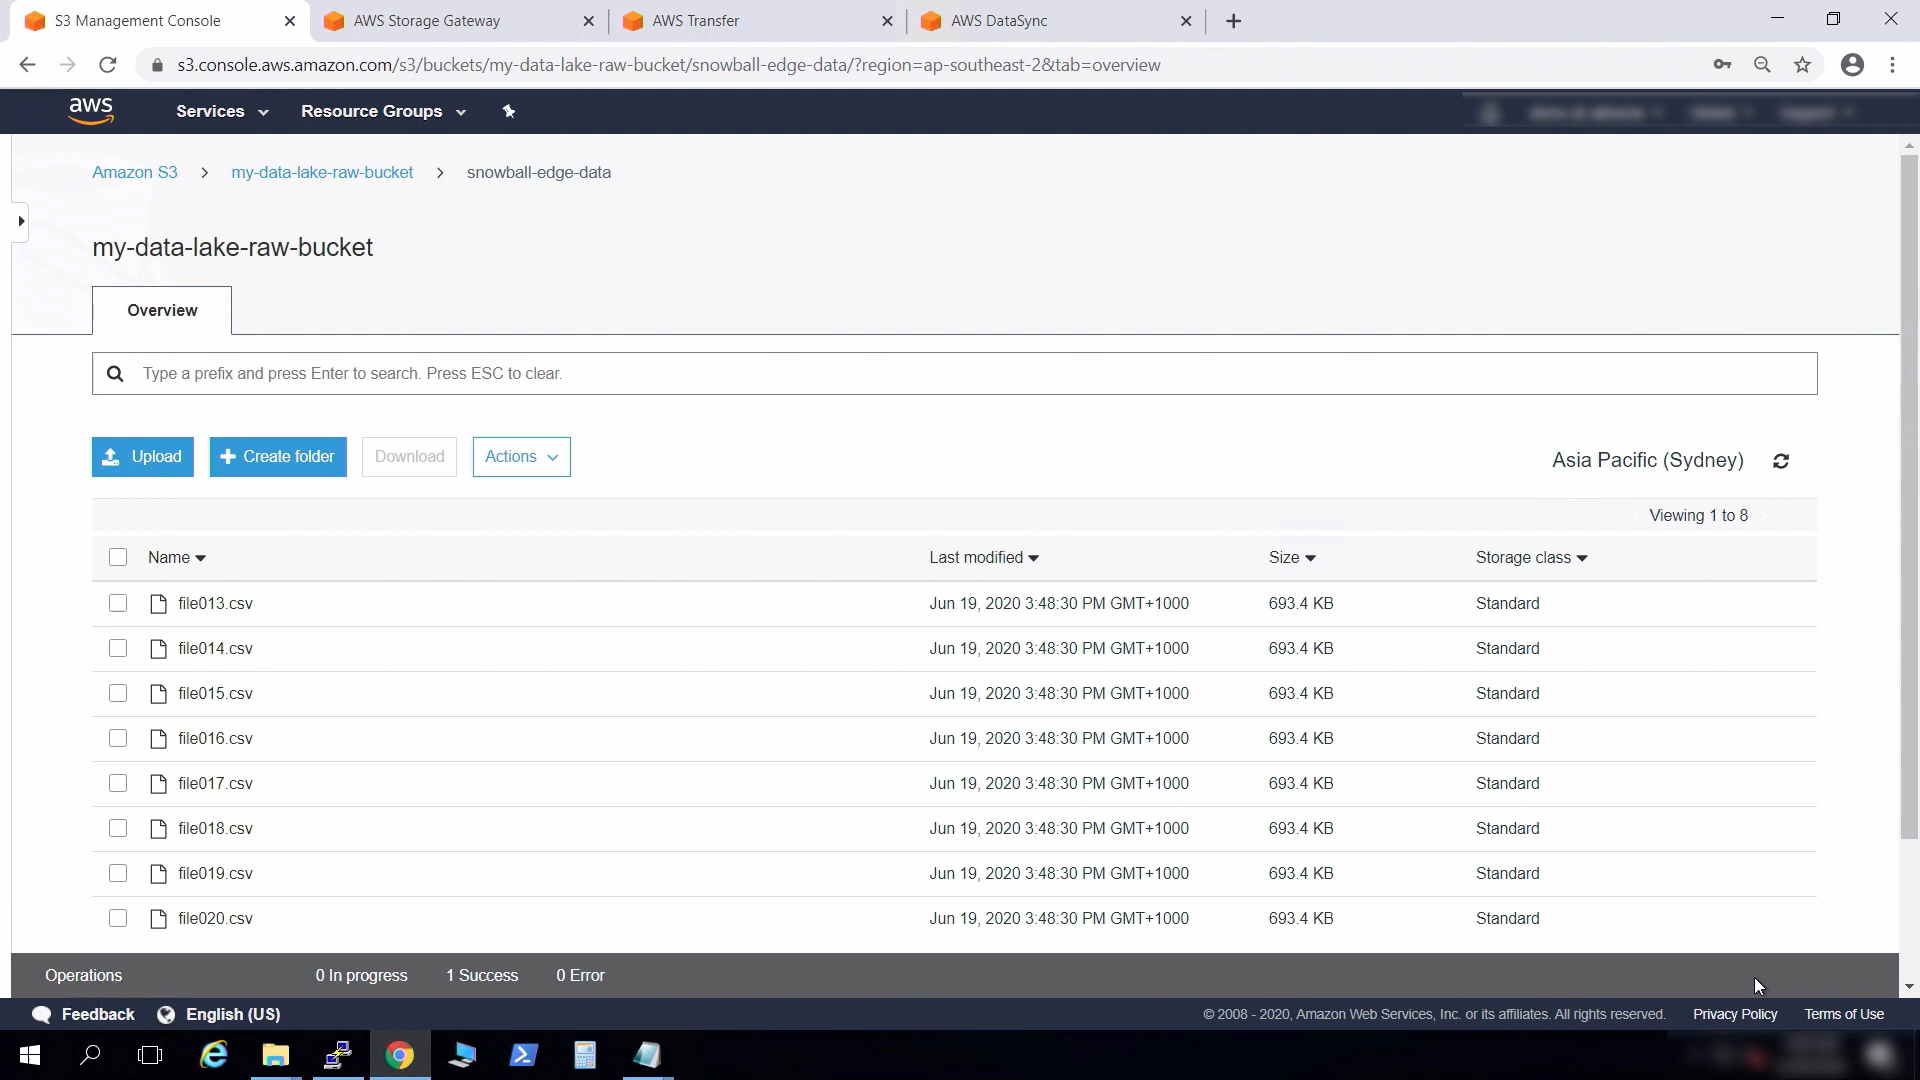 S3 Management Console
AWS Storage Gateway
AWS Transfer
AWS DataSync
s3.console.aws.amazon.com/s3/buckets/my-data-lake-raw-bucket/snowball-edge-data/?region=ap-southeast-2&tab=overview
aws Services Resource Groups
Amazon S3 > my-data-lake-raw-bucket > snowball-edge-data
my-data-lake-raw-bucket
Overview
Type a prefix and press Enter to search. Press ESC to clear.
Upload Create folder Download Actions
Asia Pacific (Sydney)
Viewing 1 to 8
Name Last modified Size Storage class
file013.csv Jun 19, 2020 3:48:30 PM GMT+1000 693.4 KB Standard
file014.csv Jun 19, 2020 3:48:30 PM GMT+1000 693.4 KB Standard
file015.csv Jun 19, 2020 3:48:30 PM GMT+1000 693.4 KB Standard
file016.csv Jun 19, 2020 3:48:30 PM GMT+1000 693.4 KB Standard
file017.csv Jun 19, 2020 3:48:30 PM GMT+1000 693.4 KB Standard
file018.csv Jun 19, 2020 3:48:30 PM GMT+1000 693.4 KB Standard
file019.csv Jun 19, 2020 3:48:30 PM GMT+1000 693.4 KB Standard
file020.csv Jun 19, 2020 3:48:30 PM GMT+1000 693.4 KB Standard
Operations 0 In progress 1 Success 0 Error
Feedback English (US) © 2008 - 2020, Amazon Web Services, Inc. or its affiliates. All rights reserved. Privacy Policy Terms of Use